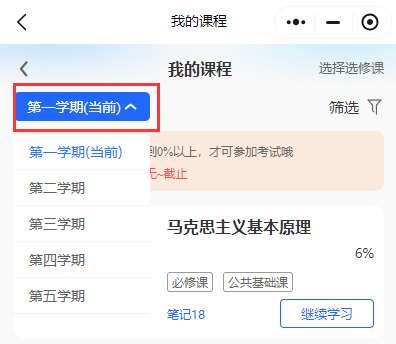 我的课程
我的课程
选择选修课
第一学期(当前)
筛选
第一学期(当前)
到0%以上，才可参加考试哦
无~截止
第二学期
第三学期
马克思主义基本原理
6%
第四学期
必修课 公共基础课
第五学期
笔记18
继续学习